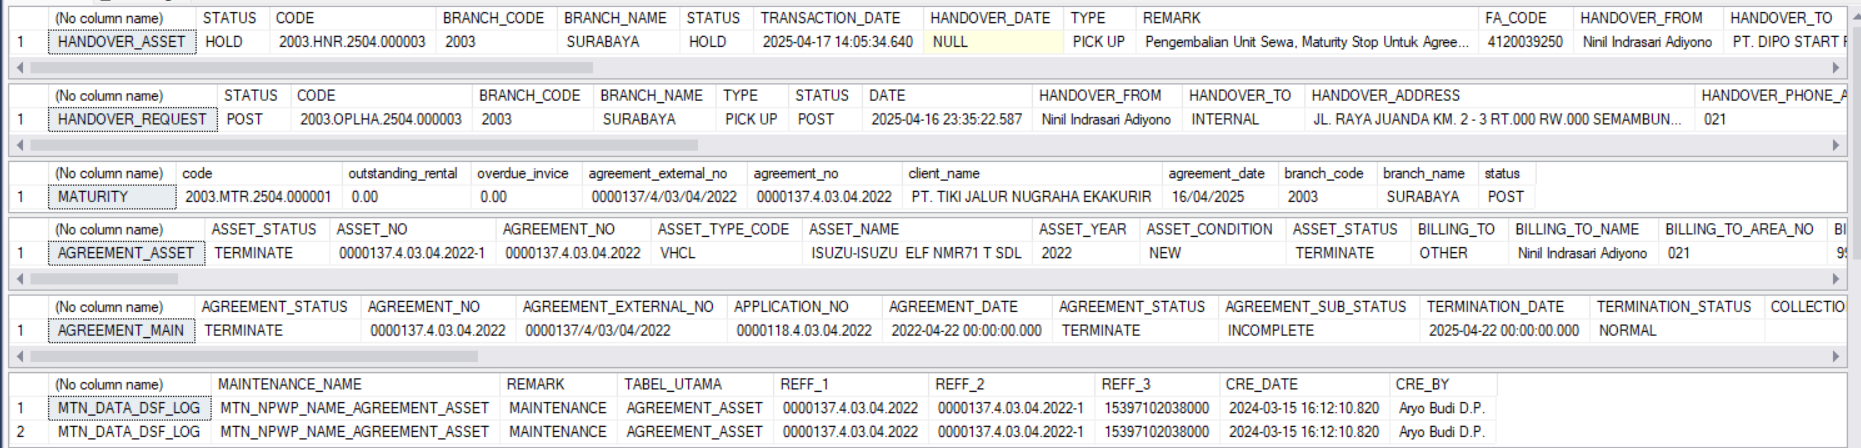 (No column name) STATUS CODE BRANCH_CODE BRANCH_NAME STATUS TRANSACTION_DATE HANDOVER_DATE TYPE REMARK FA_CODE HANDOVER_FROM HANDOVER_TO
1 HANDOVER_ASSET HOLD 2003.HNR.2504.000003 2003 SURABAYA HOLD 2025-04-17 14:05:34.640 NULL PICK UP Pengembalian Unit Sewa, Maturity Stop Untuk Agree... 4120039250 Ninil Indrasari Adiyono PT. DIPO START
(No column name) STATUS CODE BRANCH_CODE BRANCH_NAME TYPE STATUS DATE HANDOVER_FROM HANDOVER_TO HANDOVER_ADDRESS HANDOVER_PHONE_A
1 HANDOVER_REQUEST POST 2003.OPLHA.2504.000003 2003 SURABAYA PICK UP POST 2025-04-16 23:35:22.587 Ninil Indrasari Adiyono INTERNAL JL. RAYA JUANDA KM. 2 - 3 RT.000 RW.000 SEMAMBUN... 021
(No column name) code outstanding_rental overdue_invice agreement_external_no agreement_no client_name agreement_date branch_code branch_name status
1 MATURITY 2003.MTR.2504.000001 0.00 0.00 0000137/4/03/04/2022 0000137.4.03.04.2022 PT. TIKI JALUR NUGRAHA EKAKURIR 16/04/2025 2003 SURABAYA POST
(No column name) ASSET_STATUS ASSET_NO AGREEMENT_NO ASSET_TYPE_CODE ASSET_NAME ASSET_YEAR ASSET_CONDITION ASSET_STATUS BILLING_TO BILLING_TO_NAME BILLING_TO_AREA_NO BI
1 AGREEMENT_ASSET TERMINATE 0000137.4.03.04.2022-1 0000137.4.03.04.2022 VHCL ISUZU-ISUZU ELF NMR71 T SDL 2022 NEW TERMINATE OTHER Ninil Indrasari Adiyono 021
(No column name) AGREEMENT_STATUS AGREEMENT_NO AGREEMENT_EXTERNAL_NO APPLICATION_NO AGREEMENT_DATE AGREEMENT_STATUS AGREEMENT_SUB_STATUS TERMINATION_DATE TERMINATION_STATUS COLLECTIO
1 AGREEMENT_MAIN TERMINATE 0000137.4.03.04.2022 0000137/4/03/04/2022 0000118.4.03.04.2022 2022-04-22 00:00:00.000 TERMINATE INCOMPLETE 2025-04-22 00:00:00.000 NORMAL
(No column name) MAINTENANCE_NAME REMARK TABEL_UTAMA REFF_1 REFF_2 REFF_3 CRE_DATE CRE_BY
1 MTN_DATA_DSF_LOG MTN_NPWP_NAME_AGREEMENT_ASSET MAINTENANCE AGREEMENT_ASSET 0000137.4.03.04.2022 0000137.4.03.04.2022-1 15397102038000 2024-03-15 16:12:10.820 Aryo Budi D.P.
2 MTN_DATA_DSF_LOG MTN_NPWP_NAME_AGREEMENT_ASSET MAINTENANCE AGREEMENT_ASSET 0000137.4.03.04.2022 0000137.4.03.04.2022-1 15397102038000 2024-03-15 16:12:10.820 Aryo Budi D.P.